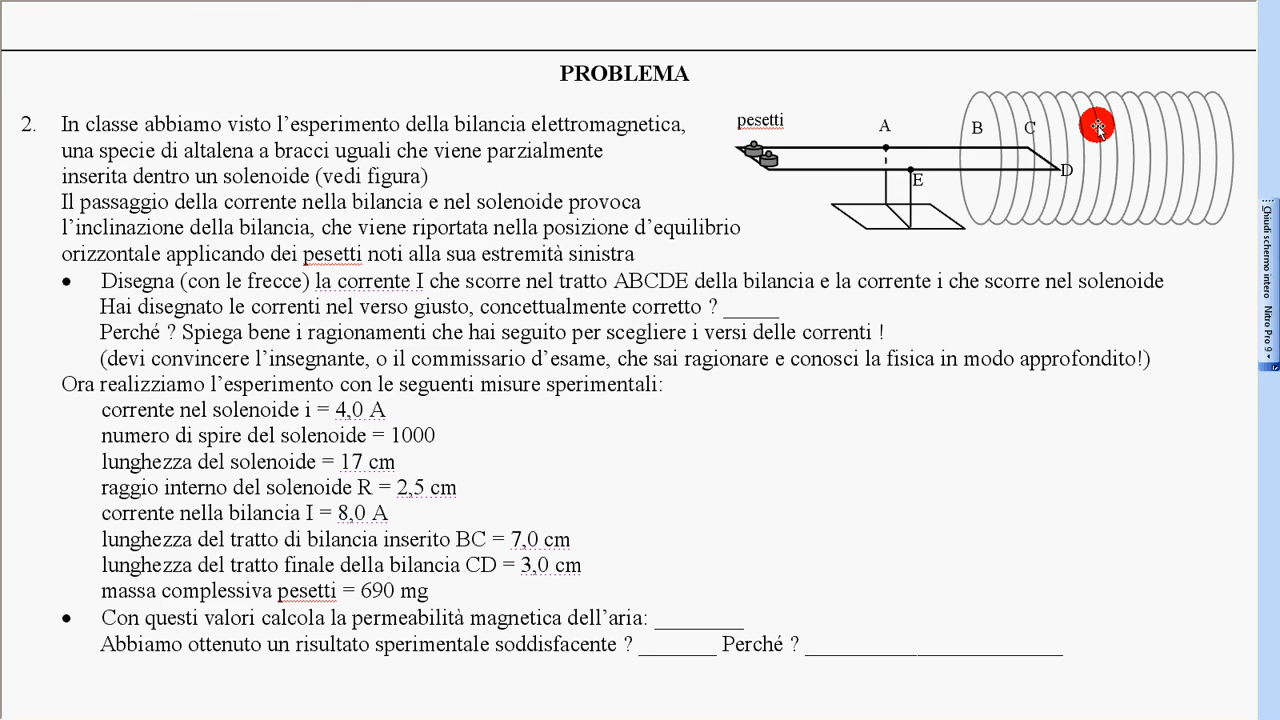 PROBLEMA
2. In classe abbiamo visto l’esperimento della bilancia elettromagnetica,
una specie di altalena a bracci uguali che viene parzialmente
inserita dentro un solenoide (vedi figura)
Il passaggio della corrente nella bilancia e nel solenoide provoca
l’inclinazione della bilancia, che viene riportata nella posizione d’equilibrio
orizzontale applicando dei pesetti noti alla sua estremità sinistra
pesetti
A
B
C
D
E
• Disegna (con le frecce) la corrente I che scorre nel tratto ABCDE della bilancia e la corrente i che scorre nel solenoide
Hai disegnato le correnti nel verso giusto, concettualmente corretto ? _____
Perché ? Spiega bene i ragionamenti che hai seguito per scegliere i versi delle correnti !
(devi convincere l’insegnante, o il commissario d’esame, che sai ragionare e conosci la fisica in modo approfondito!)
Ora realizziamo l’esperimento con le seguenti misure sperimentali:
corrente nel solenoide i = 4,0 A
numero di spire del solenoide = 1000
lunghezza del solenoide = 17 cm
raggio interno del solenoide R = 2,5 cm
corrente nella bilancia I = 8,0 A
lunghezza del tratto di bilancia inserito BC = 7,0 cm
lunghezza del tratto finale della bilancia CD = 3,0 cm
massa complessiva pesetti = 690 mg
• Con questi valori calcola la permeabilità magnetica dell’aria: ________
Abbiamo ottenuto un risultato sperimentale soddisfacente ? _______ Perché ? _______________________
Chiudi schermo intero
Nitro Pro 9